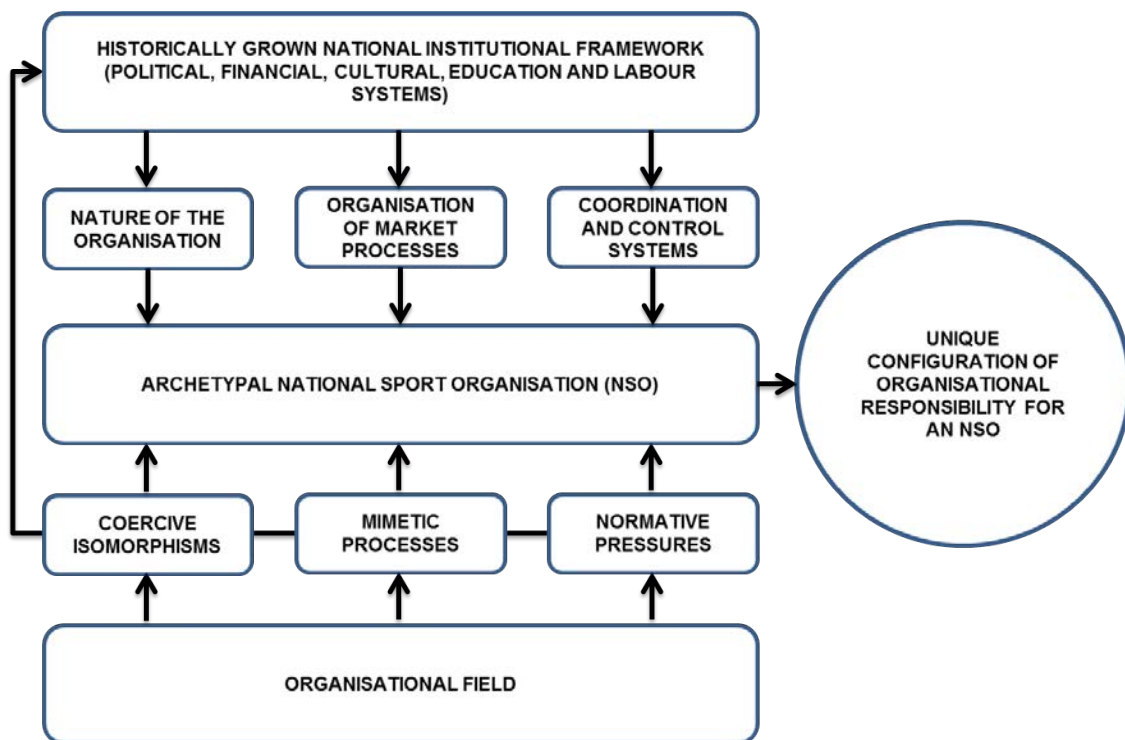 HISTORICALLY GROWN NATIONAL INSTITUTIONAL FRAMEWORK
(POLITICAL, FINANCIAL, CULTURAL, EDUCATION AND LABOUR
SYSTEMS)
NATURE OF THE
ORGANISATION
ORGANISATION
OF MARKET
PROCESSES
COORDINATION
AND CONTROL
SYSTEMS
ARCHETYPAL NATIONAL SPORT ORGANISATION (NSO)
UNIQUE
CONFIGURATION OF
ORGANISATIONAL
RESPONSIBILITY FOR
AN NSO
COERCIVE
ISOMORPHISMS
MIMETIC
PROCESSES
NORMATIVE
PRESSURES
ORGANISATIONAL FIELD